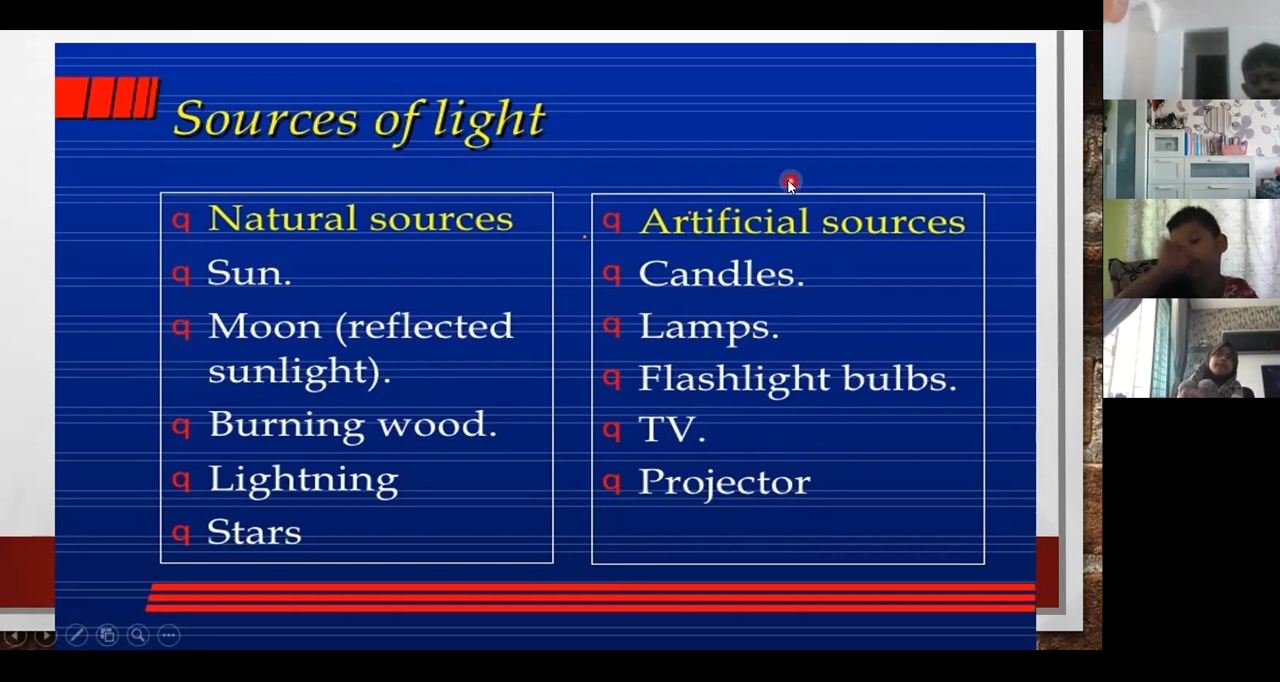 Sources of light
q Natural sources
q Sun.
q Moon (reflected
sunlight).
q Burning wood.
q Lightning
q Stars
q Artificial sources
q Candles.
q Lamps.
q Flashlight bulbs.
q TV.
q Projector